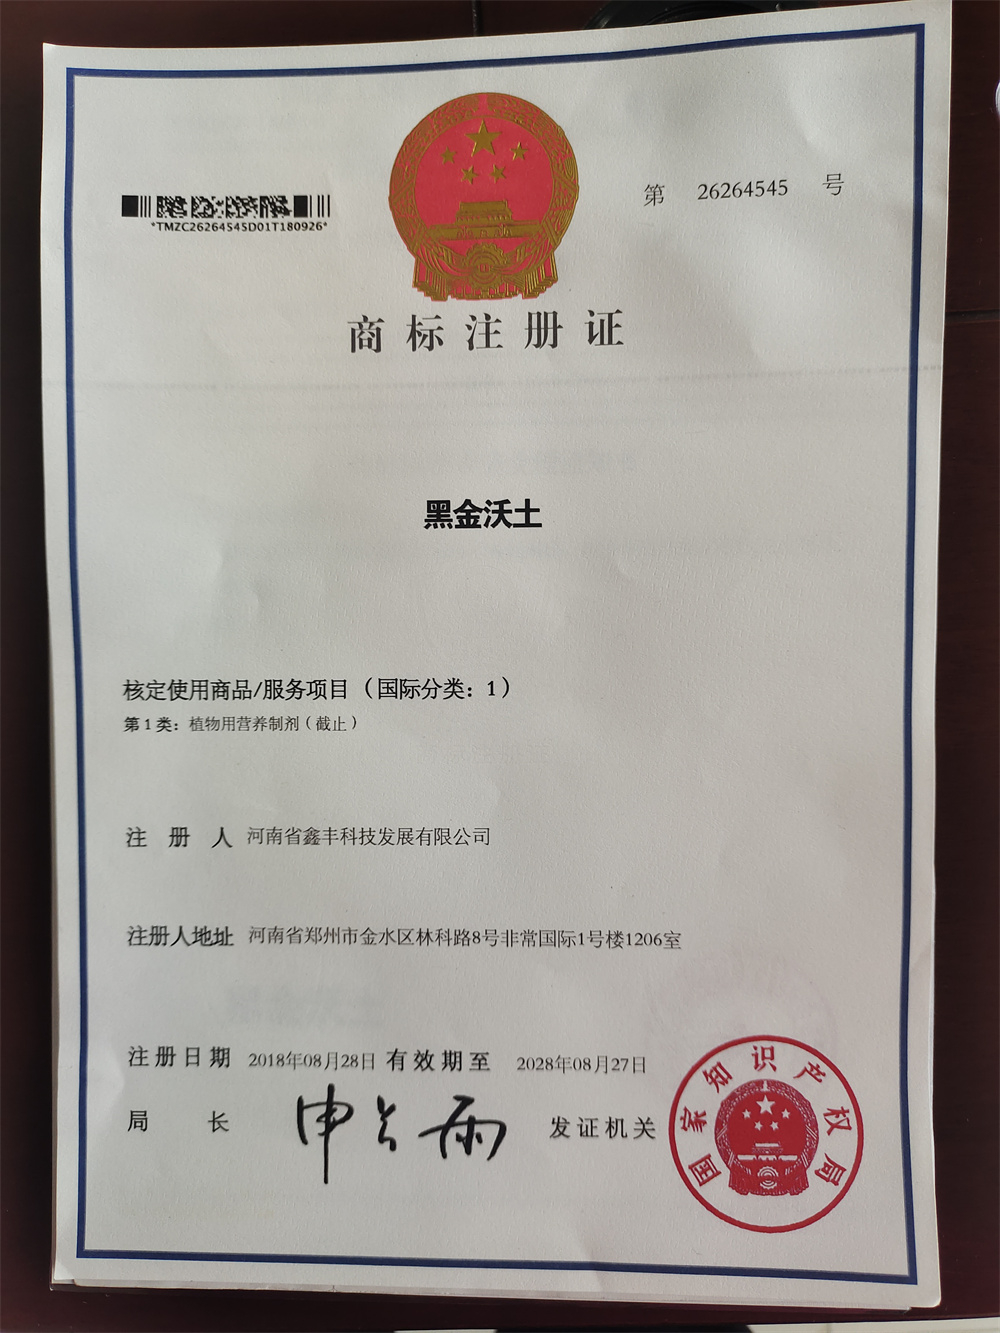 第 26264545 号
*TMZC26264545D01T180926*
商标注册证
黑金沃土
核定使用商品/服务项目（国际分类：1）
第1类：植物用营养制剂（截止）
注册人 河南省鑫丰科技发展有限公司
注册人地址 河南省郑州市金水区林科路8号非常国际1号楼1206室
注册日期 2018年08月28日 有效期至 2028年08月27日
局长 申长雨 发证机关
国家知识产权局